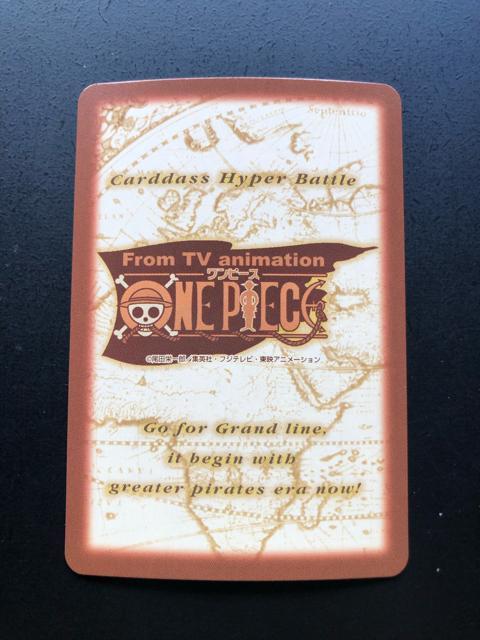 Septentrio
Carddass Hyper Battle
From TV animation
ワンピース
ONE PIECE
©尾田栄一郎／集英社・フジテレビ・東映アニメーション
Go for Grand line,
it begin with
greater pirates era now!